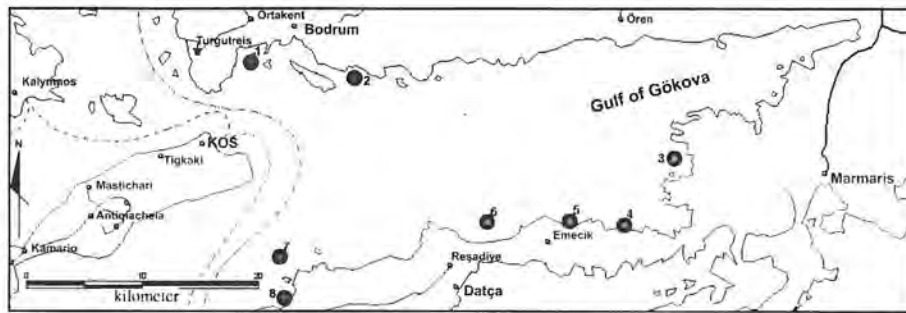 Ortakent
Ören
Bodrum
Turgutreis
1
2
Kalymnos
Gulf of Gökova
N
KOS
Tigkaki
3
Marmaris
Mastichari
Antimachela
6
5
4
Emecik
Kamario
7
Reşadiye
0 10 20
kilometer
8
Datça